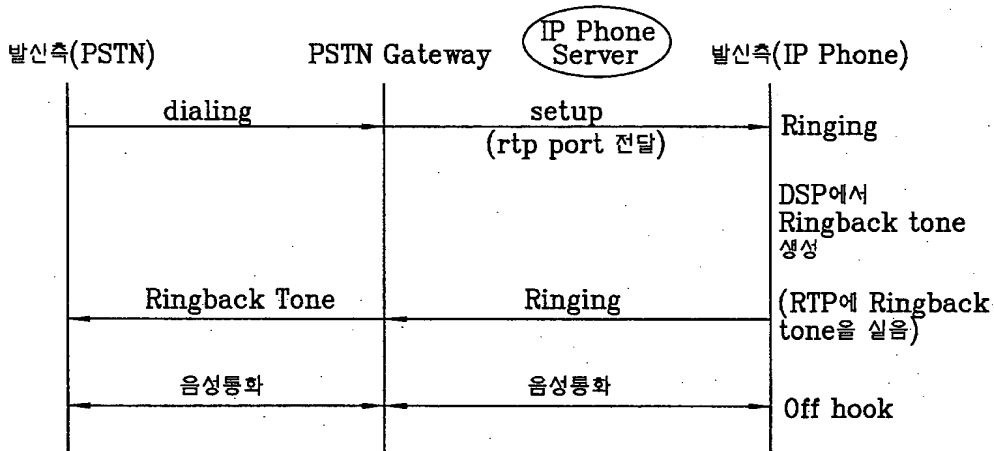 발신측(PSTN)
PSTN Gateway
IP Phone
Server
발신측(IP Phone)
dialing
setup
(rtp port 전달)
Ringing
DSP에서
Ringback tone
생성
Ringback Tone
Ringing
(RTP에 Ringback
tone을 실음)
음성통화
음성통화
Off hook